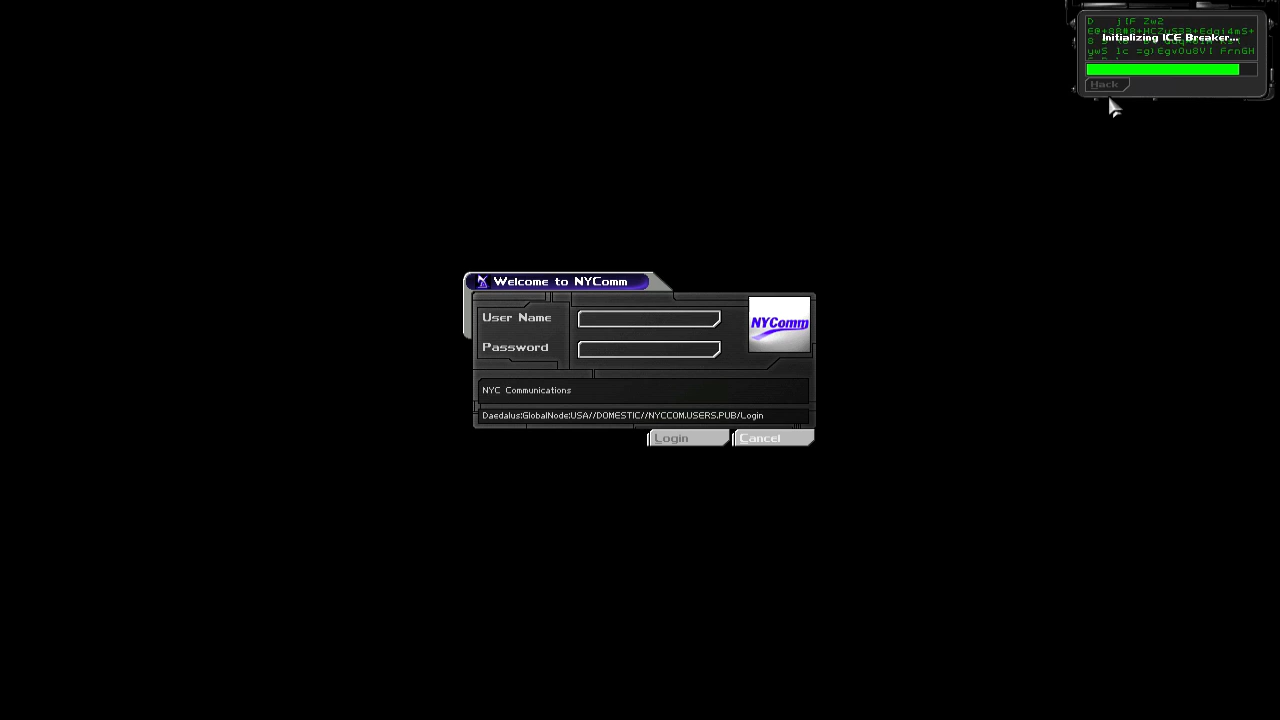 Initializing ICE Breaker...
Hack
Welcome to NYComm
User Name
NYComm
Password
NYC Communications
Daedalus:GlobalNode:USA//DOMESTIC//NYCCOM.USERS.PUB/Login
Login
Cancel